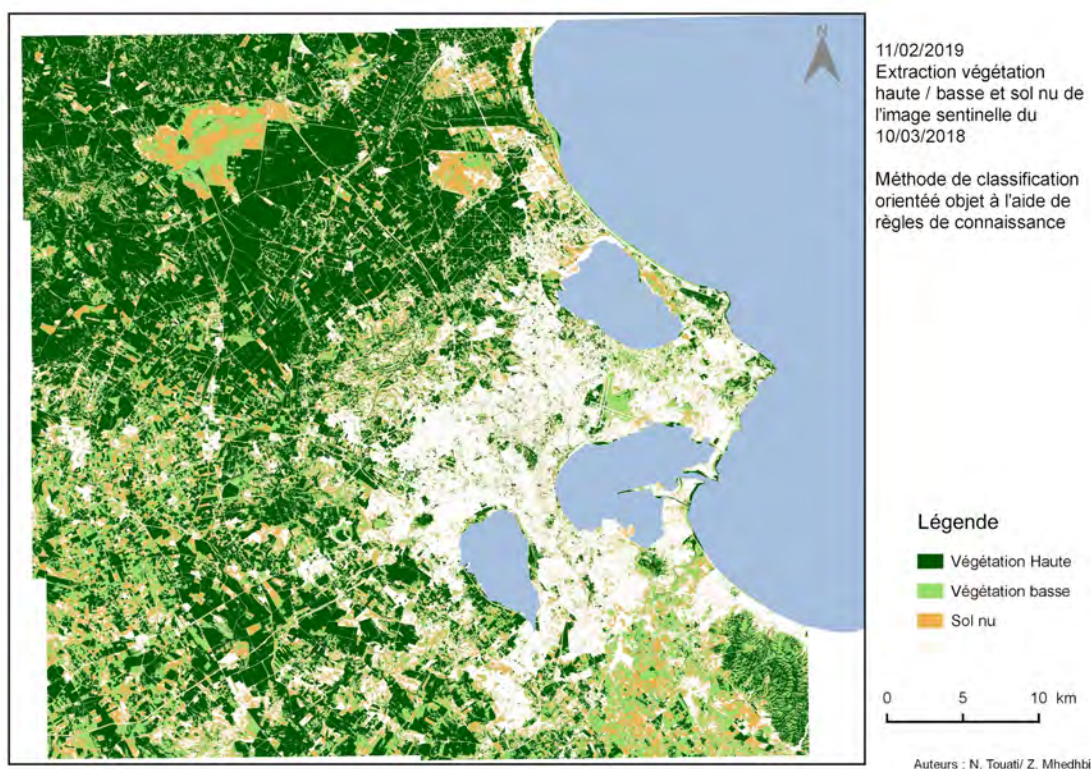 N
11/02/2019
Extraction végétation
haute / basse et sol nu de
l'image sentinelle du
10/03/2018
Méthode de classification
orientéé objet à l'aide de
règles de connaissance
Légende
Végétation Haute
Végétation basse
Sol nu
0 5 10 km
Auteurs : N. Touati/ Z. Mhedhbi